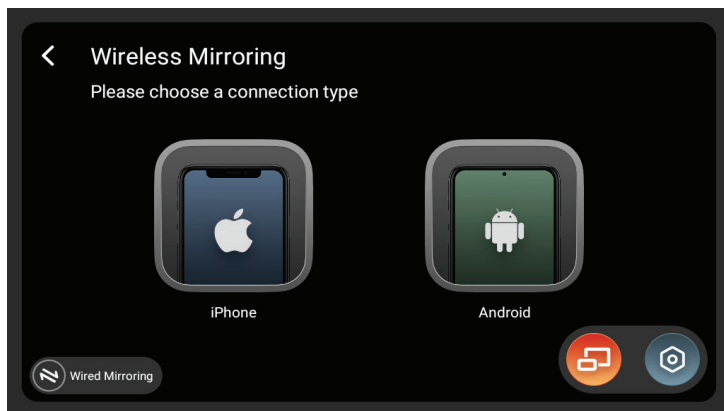 Wireless Mirroring
Please choose a connection type
iPhone
Android
Wired Mirroring